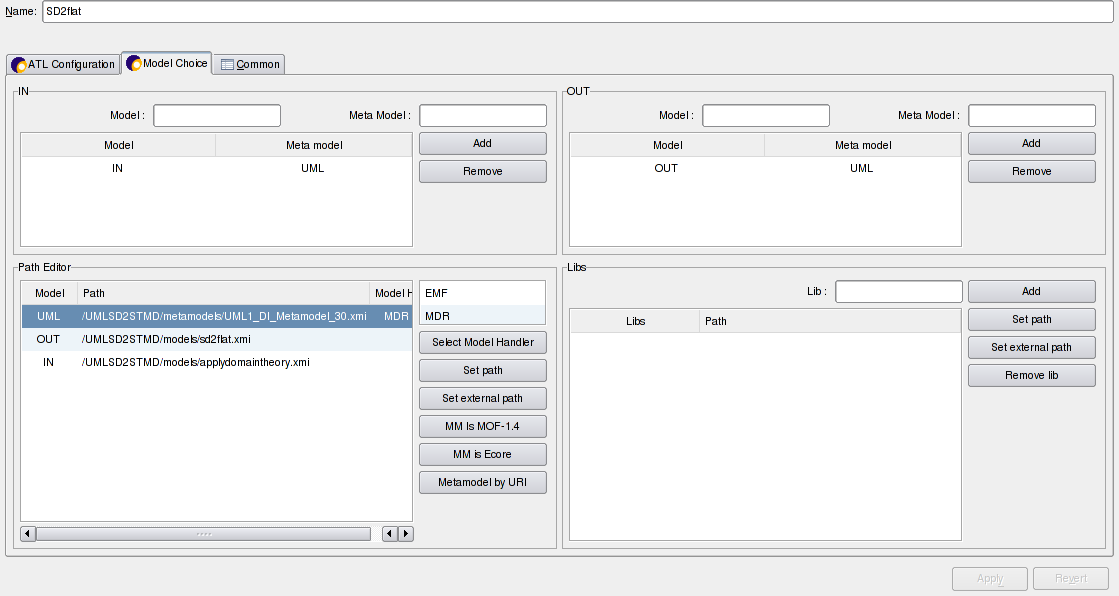 Name: SD2flat
ATL Configuration Model Choice Common
IN
Model : Meta Model :
Model Meta model Add
IN UML Remove
OUT
Model : Meta Model :
Model Meta model Add
OUT UML Remove
Path Editor
Model Path Model H EMF
UML /UMLSD2STMD/metamodels/UML1_DI_Metamodel_30.xmi MDR MDR
OUT /UMLSD2STMD/models/sd2flat.xmi Select Model Handler
IN /UMLSD2STMD/models/applydomaintheory.xmi Set path
Set external path
MM Is MOF-1.4
MM is Ecore
Metamodel by URI
Libs
Lib : Add
Libs Path Set path
Set external path
Remove lib
Apply Revert